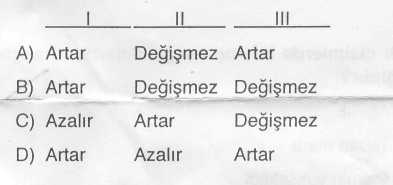 I II III
A) Artar Değişmez Artar
B) Artar Değişmez Değişmez
C) Azalır Artar Değişmez
D) Artar Azalır Artar